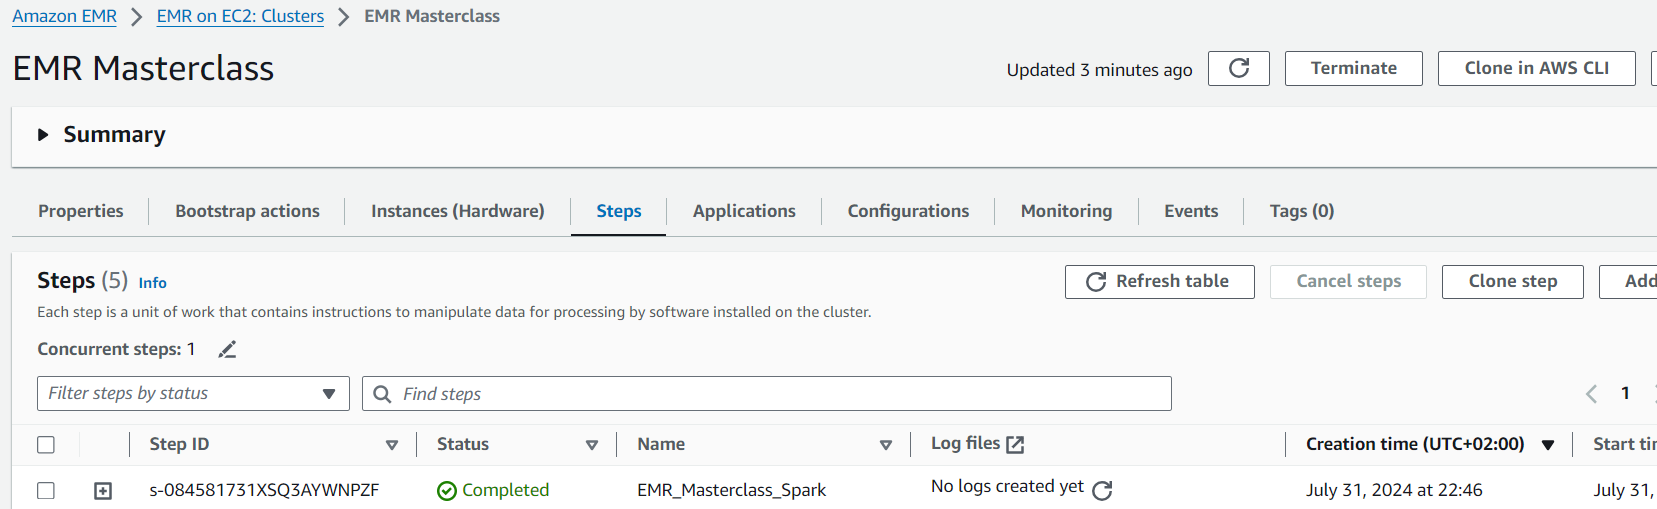 Amazon EMR > EMR on EC2: Clusters > EMR Masterclass
EMR Masterclass
Updated 3 minutes ago
Terminate
Clone in AWS CLI
Summary
Properties
Bootstrap actions
Instances (Hardware)
Steps
Applications
Configurations
Monitoring
Events
Tags (0)
Steps (5) Info
Refresh table
Cancel steps
Clone step
Add
Each step is a unit of work that contains instructions to manipulate data for processing by software installed on the cluster.
Concurrent steps: 1
Filter steps by status
Find steps
1
Step ID
Status
Name
Log files
Creation time (UTC+02:00)
Start
s-084581731XSQ3AYWNPZF
Completed
EMR_Masterclass_Spark
No logs created yet
July 31, 2024 at 22:46
July 31,